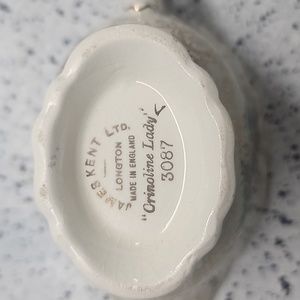 JAMES KENT LTD.
LONGTON
MADE IN ENGLAND
"Crinoline Lady"
3087